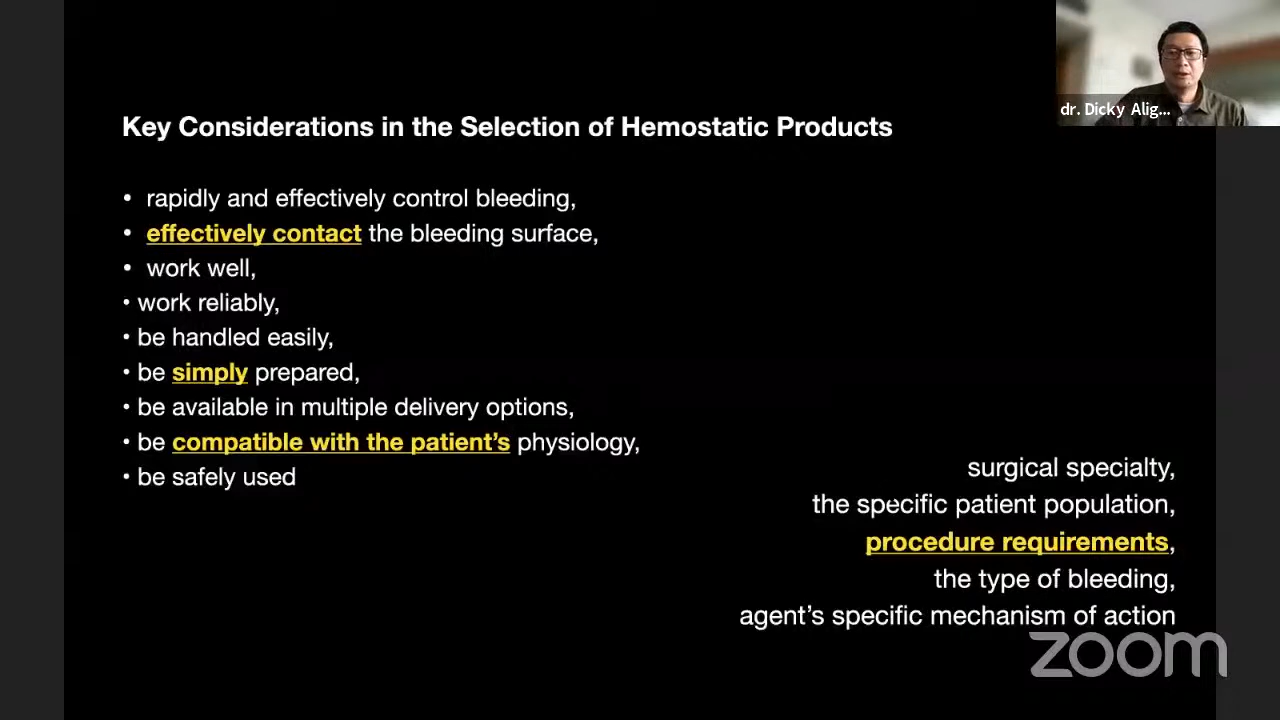 dr. Dicky Alig...
Key Considerations in the Selection of Hemostatic Products
• rapidly and effectively control bleeding,
• effectively contact the bleeding surface,
• work well,
• work reliably,
• be handled easily,
• be simply prepared,
• be available in multiple delivery options,
• be compatible with the patient’s physiology,
• be safely used
surgical specialty,
the specific patient population,
procedure requirements,
the type of bleeding,
agent’s specific mechanism of action
zoom